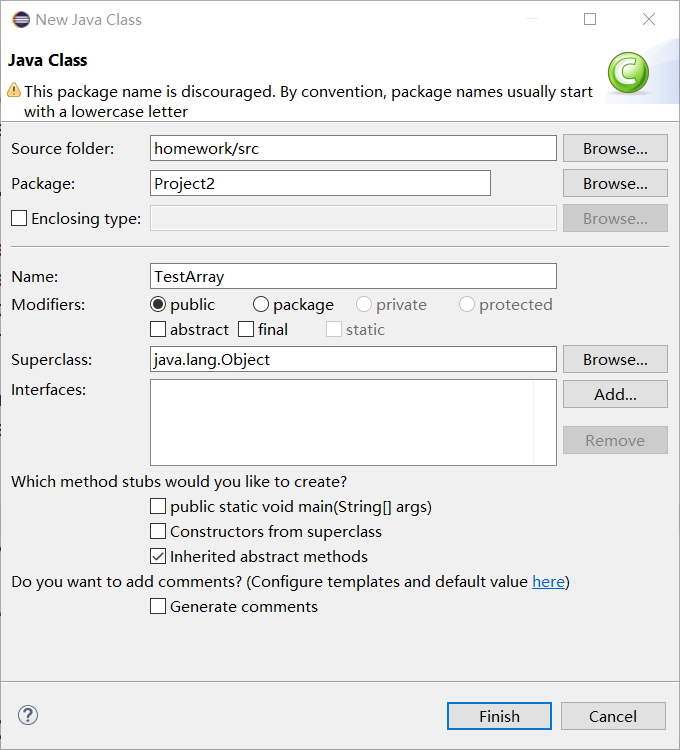 New Java Class
Java Class
This package name is discouraged. By convention, package names usually start
with a lowercase letter
Source folder: homework/src Browse...
Package: Project2 Browse...
Enclosing type: Browse...
Name: TestArray
Modifiers: public package private protected
abstract final static
Superclass: java.lang.Object Browse...
Interfaces: Add...
Remove
Which method stubs would you like to create?
public static void main(String[] args)
Constructors from superclass
Inherited abstract methods
Do you want to add comments? (Configure templates and default value here)
Generate comments
? Finish Cancel